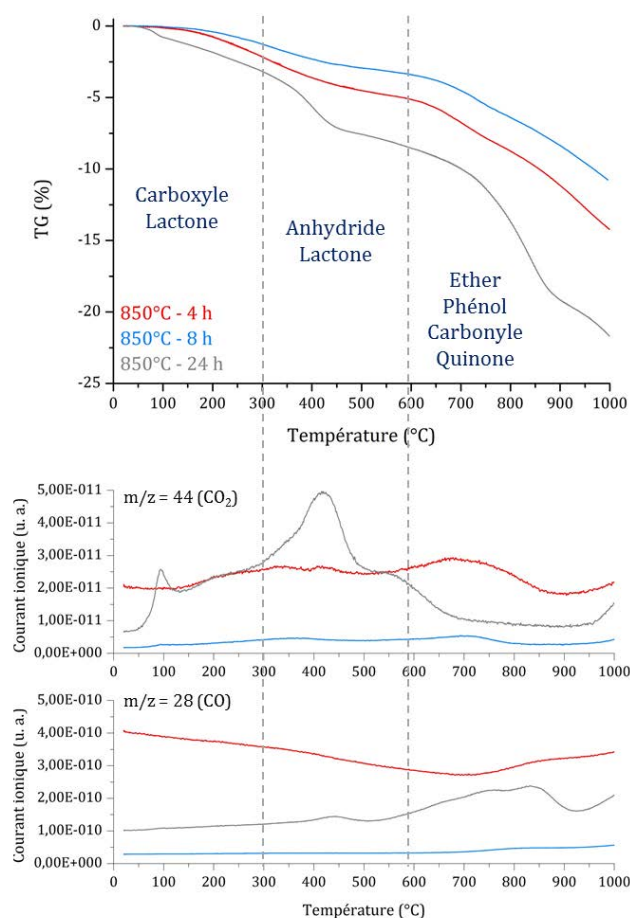 0
-5
-10
-15
-20
-25
TG (%)
Carboxyle
Lactone
Anhydride
Lactone
Ether
Phénol
Carbonyle
Quinone
850°C - 4 h
850°C - 8 h
850°C - 24 h
0 100 200 300 400 500 600 700 800 900 1000
Température (°C)
m/z = 44 (CO₂)
5,00E-011
4,00E-011
3,00E-011
2,00E-011
1,00E-011
0,00E+000
Courant ionique (u. a.)
0 100 200 300 400 500 600 700 800 900 1000
m/z = 28 (CO)
5,00E-010
4,00E-010
3,00E-010
2,00E-010
1,00E-010
0,00E+000
Courant ionique (u. a.)
0 100 200 300 400 500 600 700 800 900 1000
Température (°C)